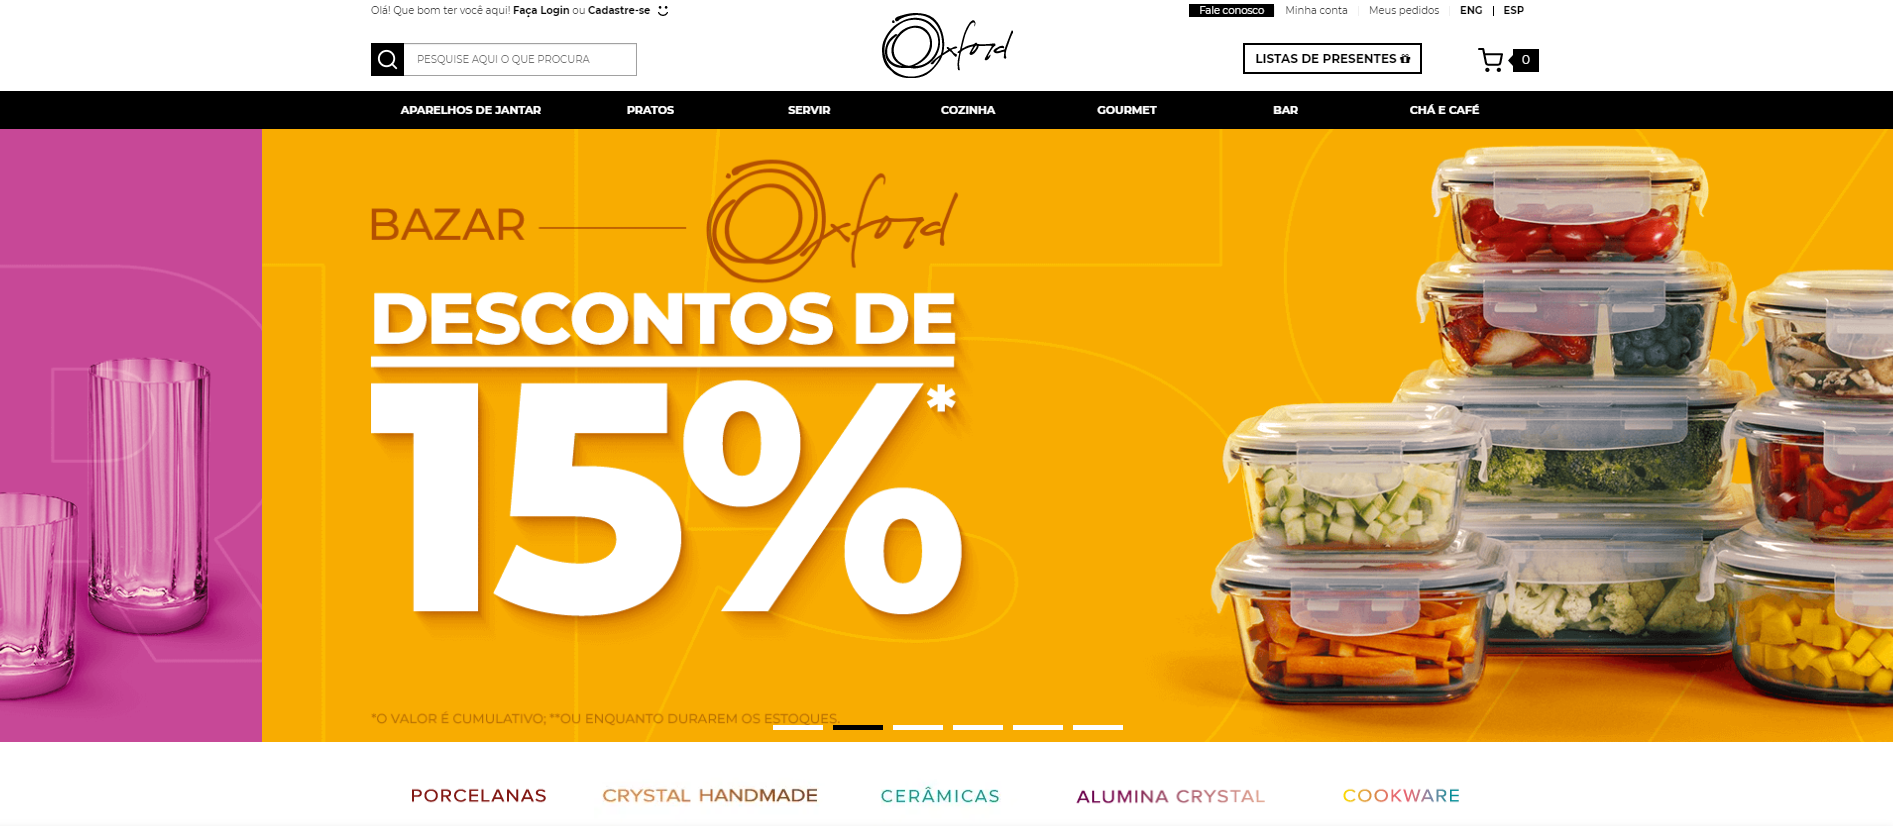 Olá! Que bom ter você aqui! Faça Login ou Cadastre-se
Fale conosco Minha conta Meus pedidos ENG | ESP
PESQUISE AQUI O QUE PROCURA
Oxford
LISTAS DE PRESENTES
0
APARELHOS DE JANTAR PRATOS SERVIR COZINHA GOURMET BAR CHÁ E CAFÉ
BAZAR Oxford
DESCONTOS DE
15%*
*O VALOR É CUMULATIVO; **OU ENQUANTO DURAREM OS ESTOQUES.
PORCELANAS CRYSTAL HANDMADE CERÂMICAS ALUMINA CRYSTAL COOKWARE